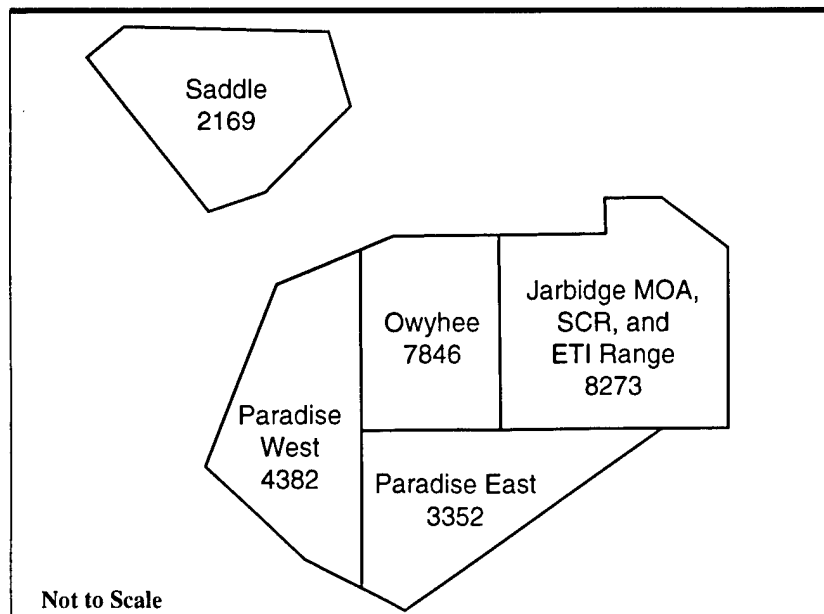 Saddle
2169
Jarbidge MOA,
SCR, and
ETI Range
8273
Owyhee
7846
Paradise
West
4382
Paradise East
3352
Not to Scale